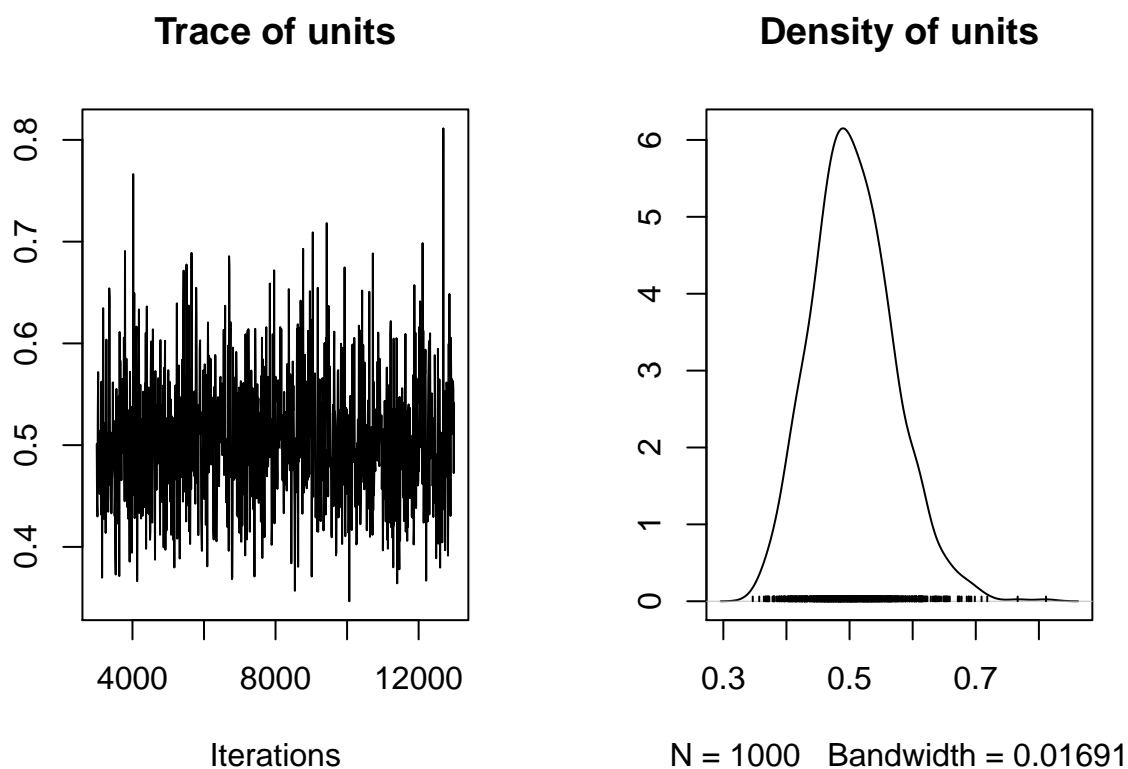 Trace of units
0.8
0.7
0.6
0.5
0.4
4000 8000 12000
Iterations
Density of units
6
5
4
3
2
1
0
0.3 0.5 0.7
N = 1000 Bandwidth = 0.01691